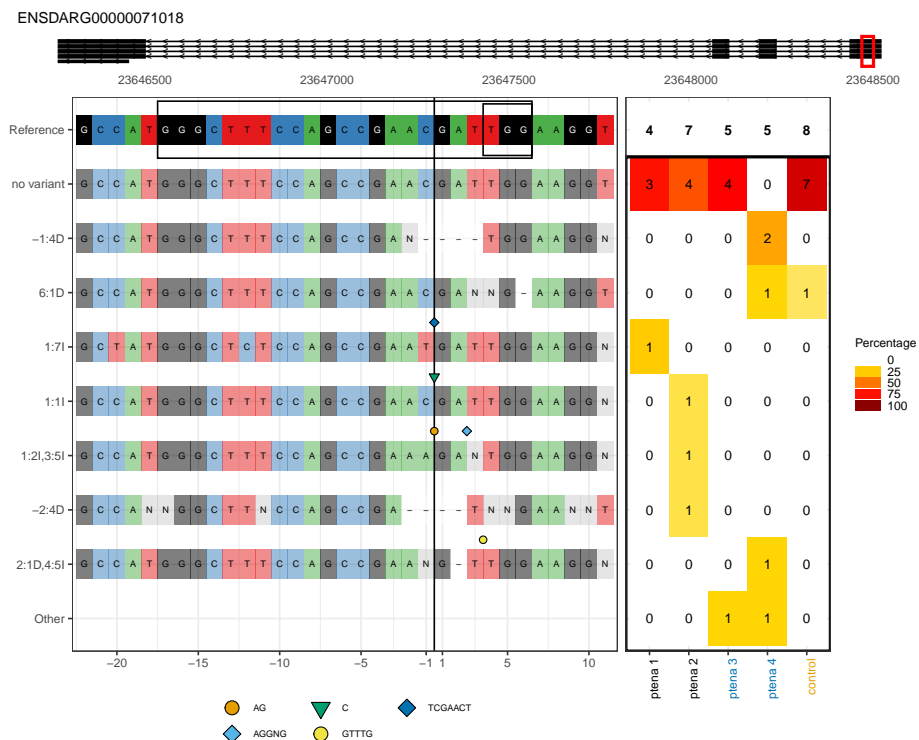 ENSDARG00000071018
23646500 23647000 23647500 23648000 23648500
Reference G C C A T G G G C T T T C C A G C C G A A C G A T T G G A A G G T 4 7 5 5 8
no variant G C C A T G G G C T T T C C A G C C G A A C G A T T G G A A G G T 3 4 4 0 7
−1:4D G C C A T G G G C T T T C C A G C C G A N - - - - T G G A A G G N 0 0 0 2 0
6:1D G C C A T G G G C T T T C C A G C C G A A C G A N N G - A A G G T 0 0 0 1 1
1:7I G C T A T G G G C T C T C C A G C C G A A T G A T T G G A A G G N 1 0 0 0 0
1:1I G C C A T G G G C T T T C C A G C C G A A C G A T T G G A A G G N 0 1 0 0 0
1:2I,3:5I G C C A T G G G C T T T C C A G C C G A A A G A N T G G A A G G N 0 1 0 0 0
−2:4D G C C A N N G G C T T N C C A G C C G A - - - - T N N G A A N N T 0 1 0 0 0
2:1D,4:5I G C C A T G G G C T T T C C A G C C G A A N G - T T G G A A G G N 0 0 0 1 0
Other 0 0 1 1 0
−20 −15 −10 −5 −1 1 5 10
ptena 1 ptena 2 ptena 3 ptena 4 control
Percentage
0
25
50
75
100
AG C TCGAACT
AGGNG GTTTG